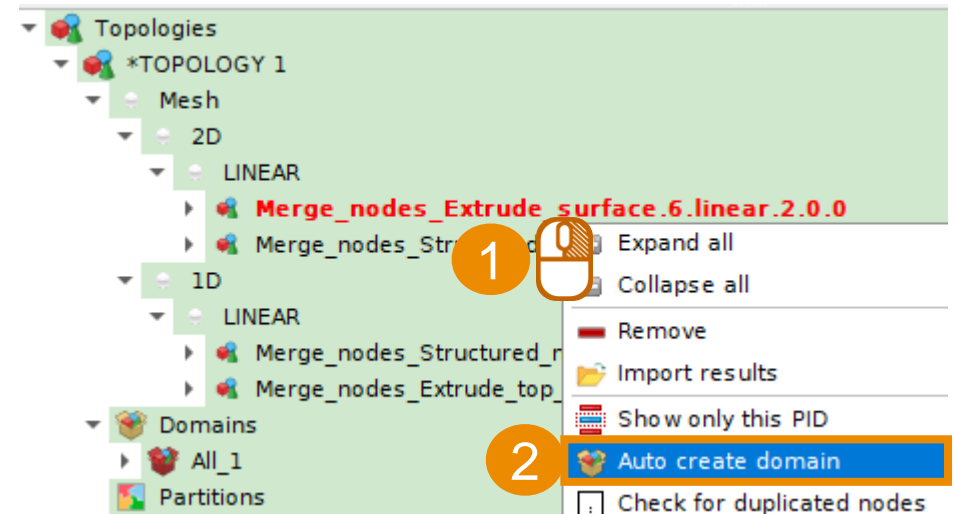 Topologies
*TOPOLOGY 1
Mesh
2D
LINEAR
Merge_nodes_Extrude_surface.6.linear.2.0.0
Merge_nodes_Str
1
Expand all
1D
Collapse all
LINEAR
Remove
Merge_nodes_Structured_
Import results
Merge_nodes_Extrude_top_
Show only this PID
Domains
2
Auto create domain
All_1
Partitions
Check for duplicated nodes